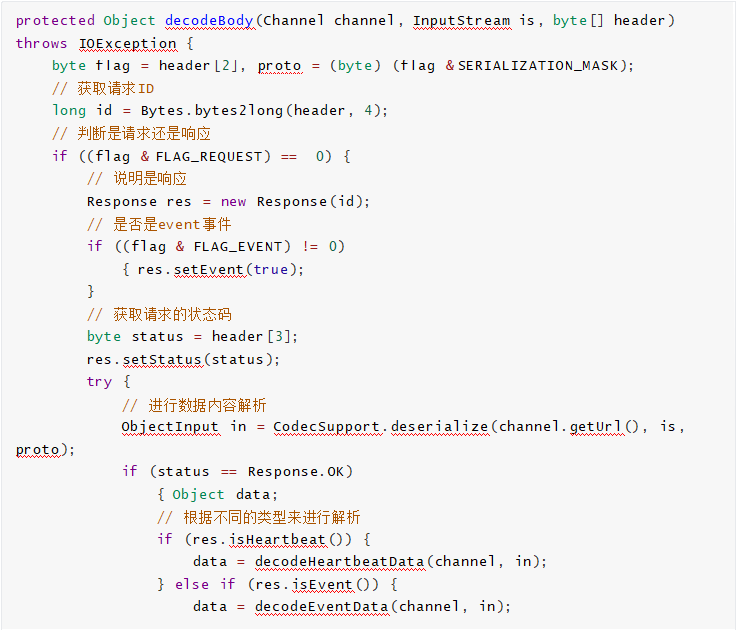 protected Object decodeBody(Channel channel, InputStream is, byte[] header)
throws IOException {
    byte flag = header[2], proto = (byte) (flag & SERIALIZATION_MASK);
    // 获取请求ID
    long id = Bytes.bytes2long(header, 4);
    // 判断是请求还是响应
    if ((flag & FLAG_REQUEST) == 0) {
        // 说明是响应
        Response res = new Response(id);
        // 是否是event事件
        if ((flag & FLAG_EVENT) != 0)
            { res.setEvent(true);
        }
        // 获取请求的状态码
        byte status = header[3];
        res.setStatus(status);
        try {
            // 进行数据内容解析
            ObjectInput in = CodecSupport.deserialize(channel.getUrl(), is,
proto);
            if (status == Response.OK)
                { Object data;
                // 根据不同的类型来进行解析
                if (res.isHeartbeat()) {
                    data = decodeHeartbeatData(channel, in);
                } else if (res.isEvent()) {
                    data = decodeEventData(channel, in);